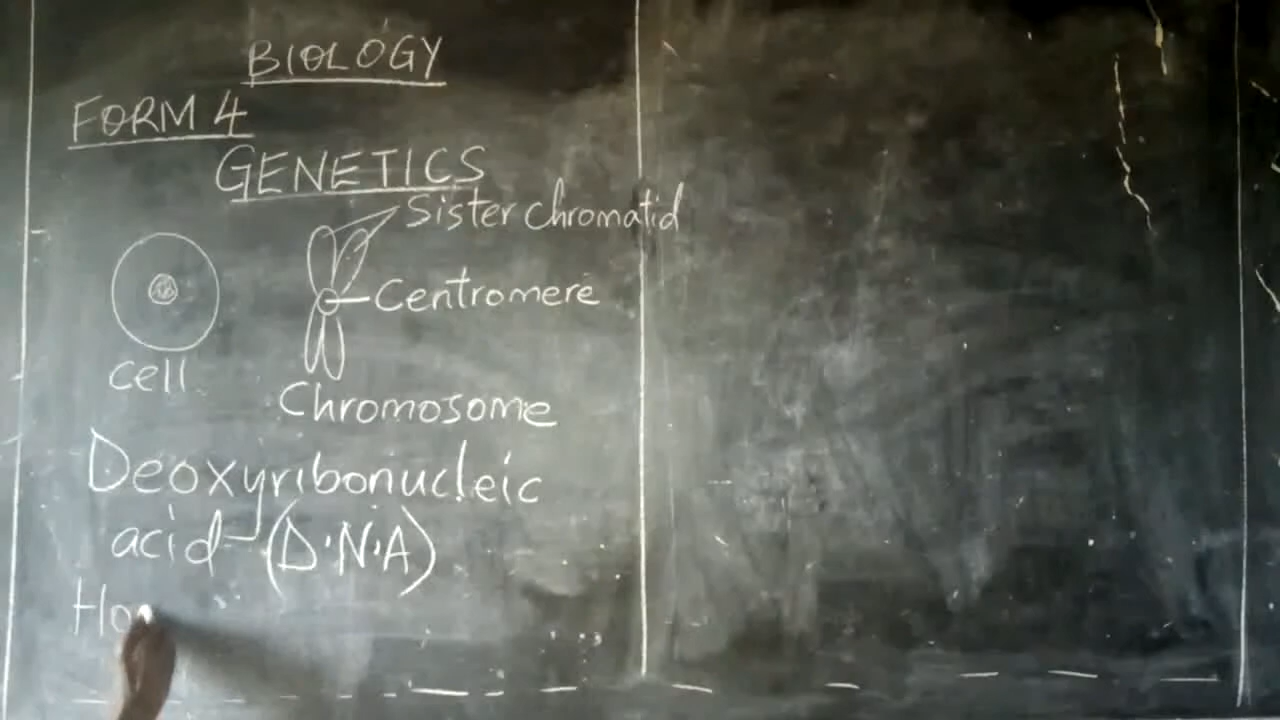 BIOLOGY
FORM 4
GENETICS
Sister chromatid
Centromere
cell
Chromosome
Deoxyribonucleic
acid - (D.N.A)
Ho